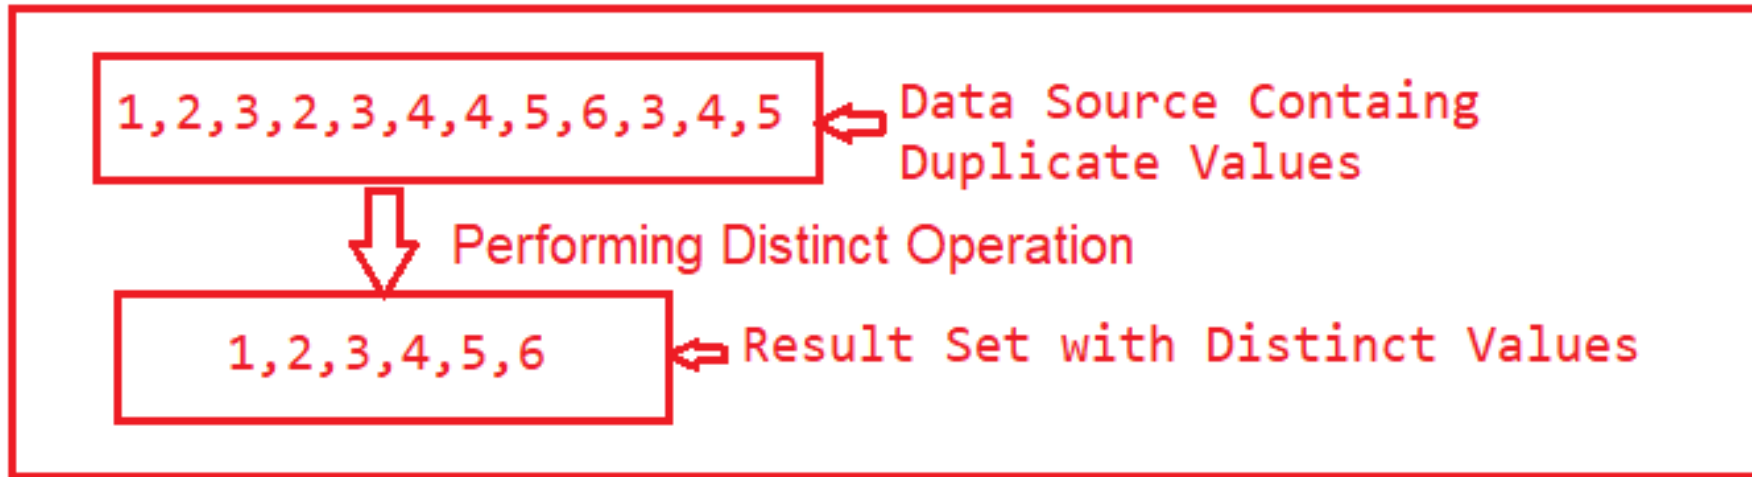 1,2,3,2,3,4,4,5,6,3,4,5
Data Source Containg
Duplicate Values
Performing Distinct Operation
1,2,3,4,5,6
Result Set with Distinct Values